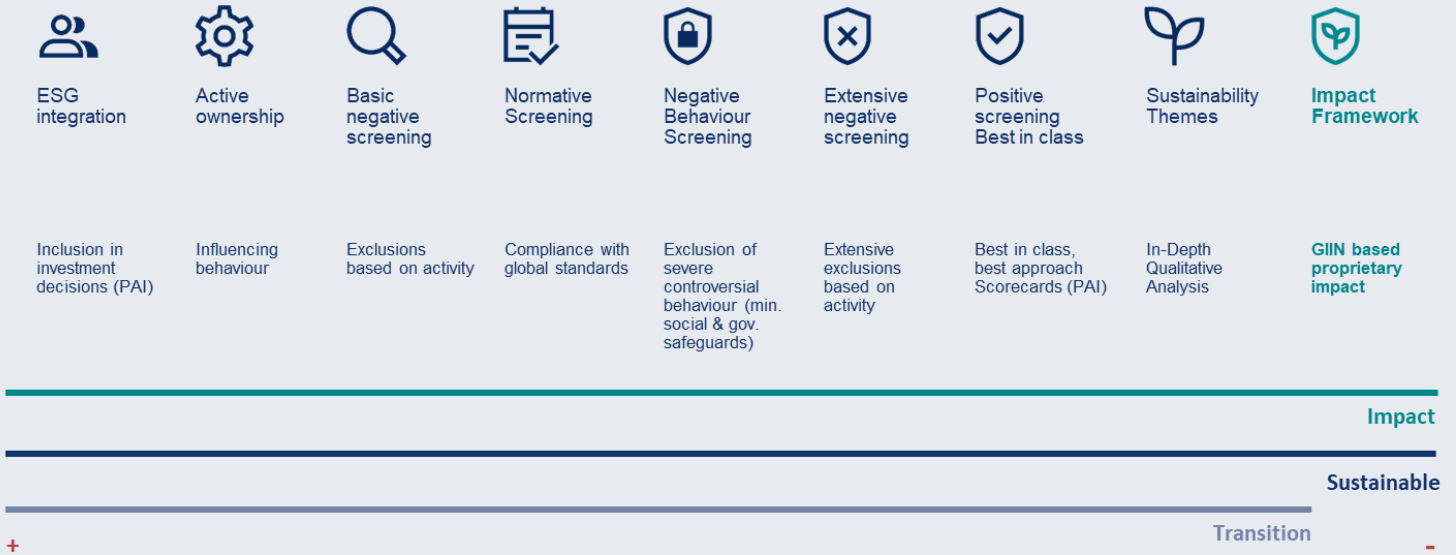 ESG
integration
Active
ownership
Basic
negative
screening
Normative
Screening
Negative
Behaviour
Screening
Extensive
negative
screening
Positive
screening
Best in class
Sustainability
Themes
Impact
Framework
Inclusion in
investment
decisions (PAI)
Influencing
behaviour
Exclusions
based on activity
Compliance with
global standards
Exclusion of
severe
controversial
behaviour (min.
social & gov.
safeguards)
Extensive
exclusions
based on
activity
Best in class,
best approach
Scorecards (PAI)
In-Depth
Qualitative
Analysis
GIIN based
proprietary
impact
Impact
Sustainable
Transition
+
-